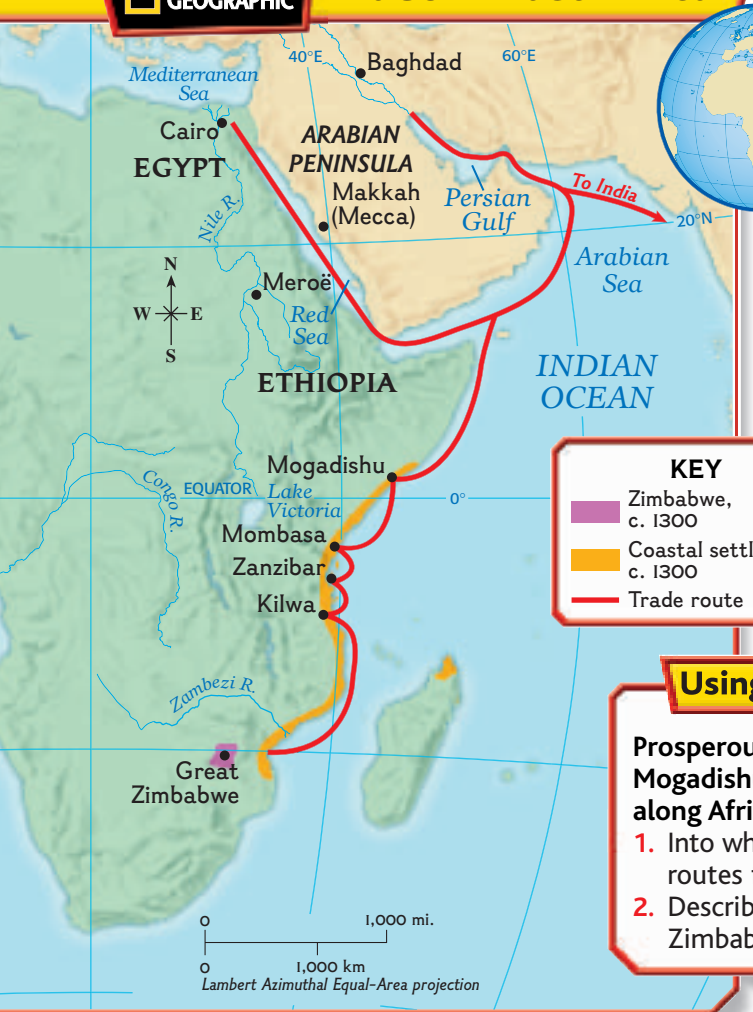 GEOGRAPHIC
40°E
60°E
Baghdad
Mediterranean
Sea
Cairo
ARABIAN
PENINSULA
EGYPT
Makkah
(Mecca)
Persian
Gulf
To India
20°N
Nile R.
Arabian
Sea
N
W E
S
Meroë
Red
Sea
INDIAN
OCEAN
ETHIOPIA
Mogadishu
Congo R.
EQUATOR
Lake
Victoria
0°
Mombasa
Zanzibar
Kilwa
Zambezi R.
Great
Zimbabwe
KEY
Zimbabwe,
c. 1300
Coastal settl
c. 1300
Trade route
Using
Prosperou
Mogadish
along Afri
1. Into wh
routes
2. Describ
Zimbab
0 1,000 mi.
0 1,000 km
Lambert Azimuthal Equal-Area projection